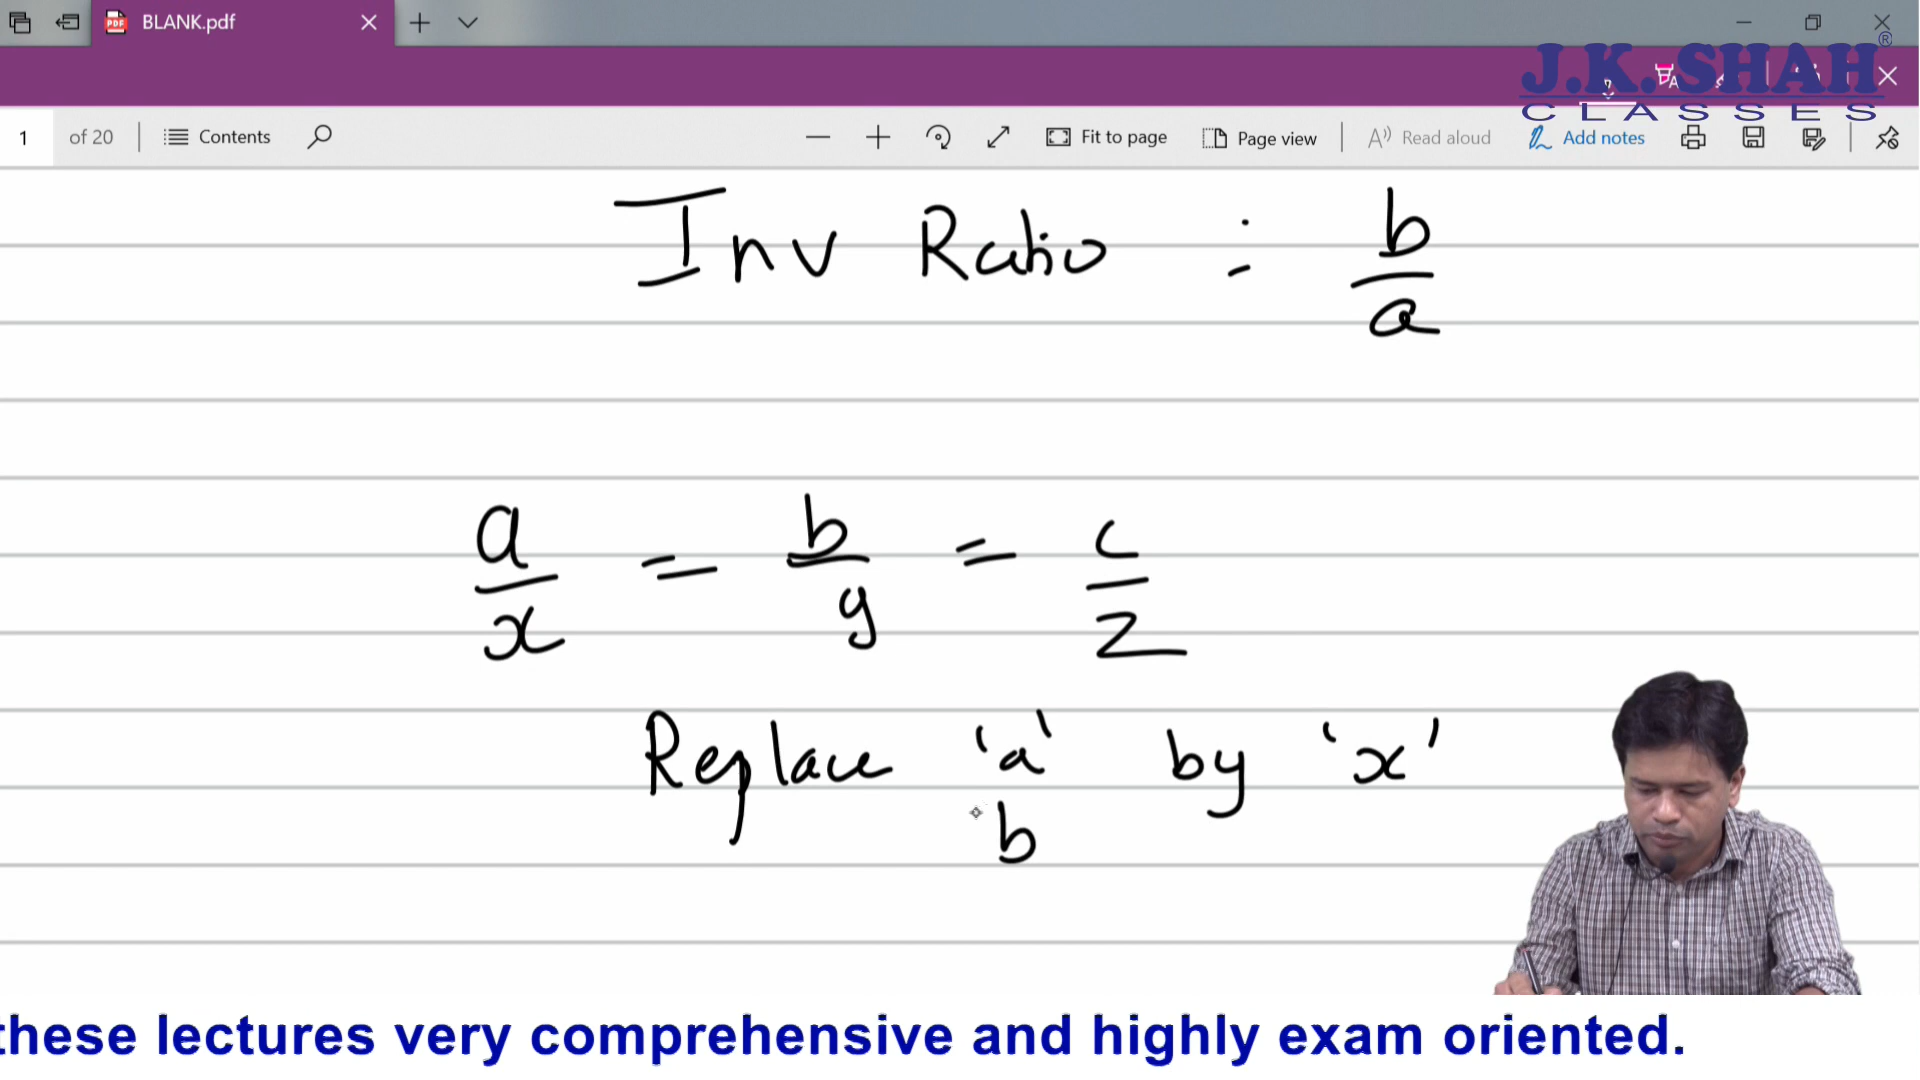 BLANK.pdf
J.K.SHAH®
CLASSES
1 of 20 Contents Fit to page Page view Read aloud Add notes
Inv Ratio = b/a
a/x = b/y = c/z
Replace 'a' by 'x'
b
these lectures very comprehensive and highly exam oriented.